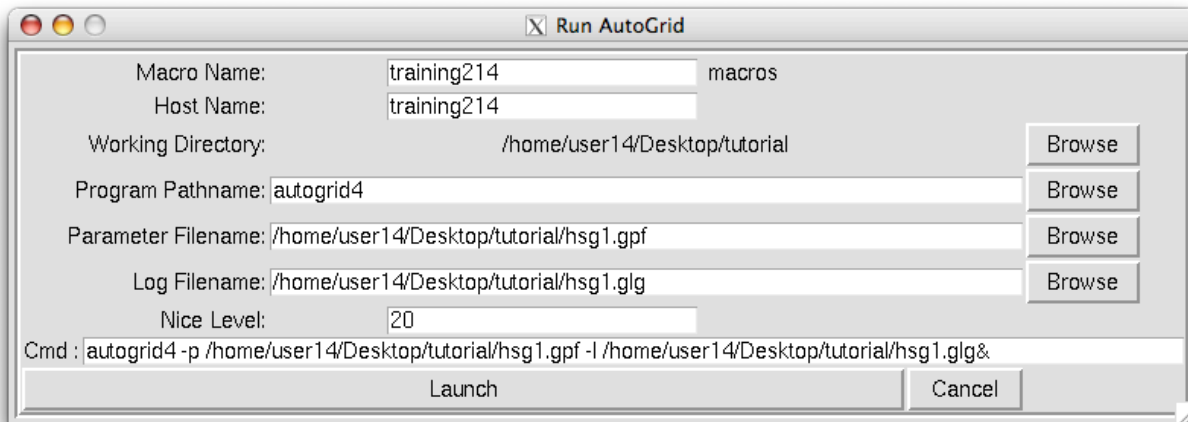 Run AutoGrid
Macro Name: training214 macros
Host Name: training214
Working Directory: /home/user14/Desktop/tutorial Browse
Program Pathname: autogrid4 Browse
Parameter Filename: /home/user14/Desktop/tutorial/hsg1.gpf Browse
Log Filename: /home/user14/Desktop/tutorial/hsg1.glg Browse
Nice Level: 20
Cmd : autogrid4 -p /home/user14/Desktop/tutorial/hsg1.gpf -l /home/user14/Desktop/tutorial/hsg1.glg&
Launch Cancel